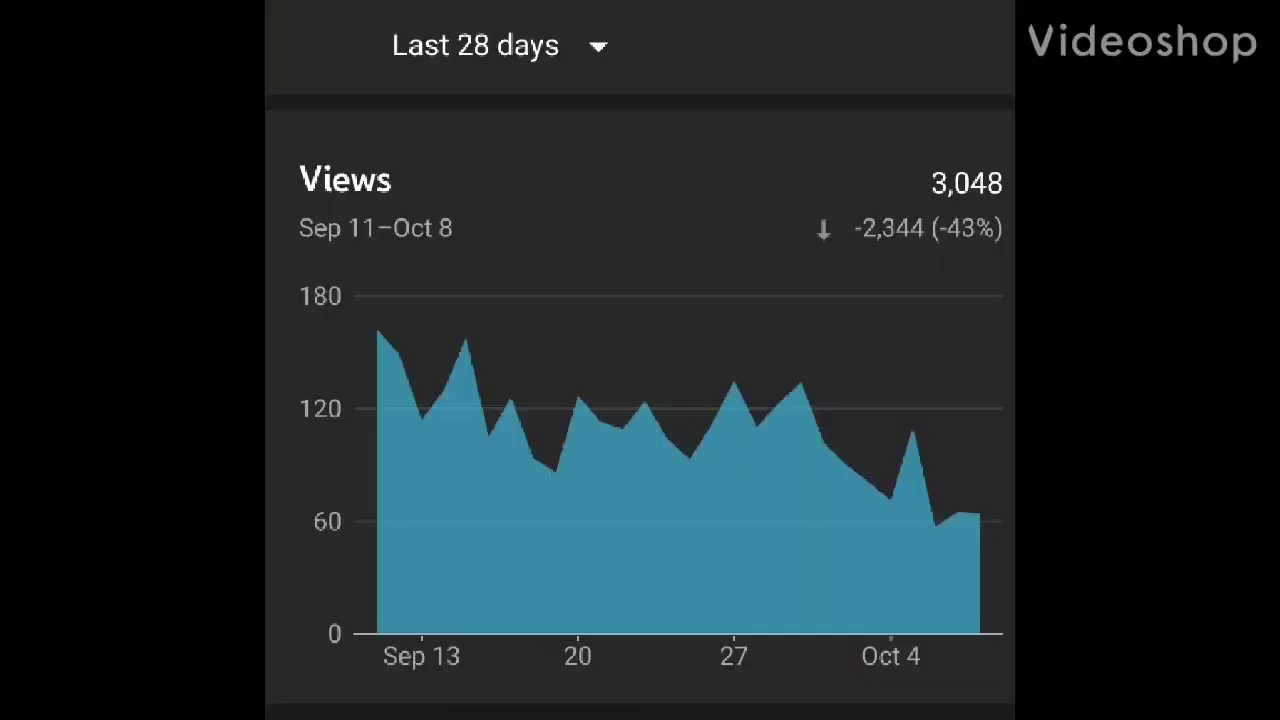 Last 28 days
Videoshop
Views
3,048
Sep 11–Oct 8
-2,344 (-43%)
180
120
60
0
Sep 13
20
27
Oct 4